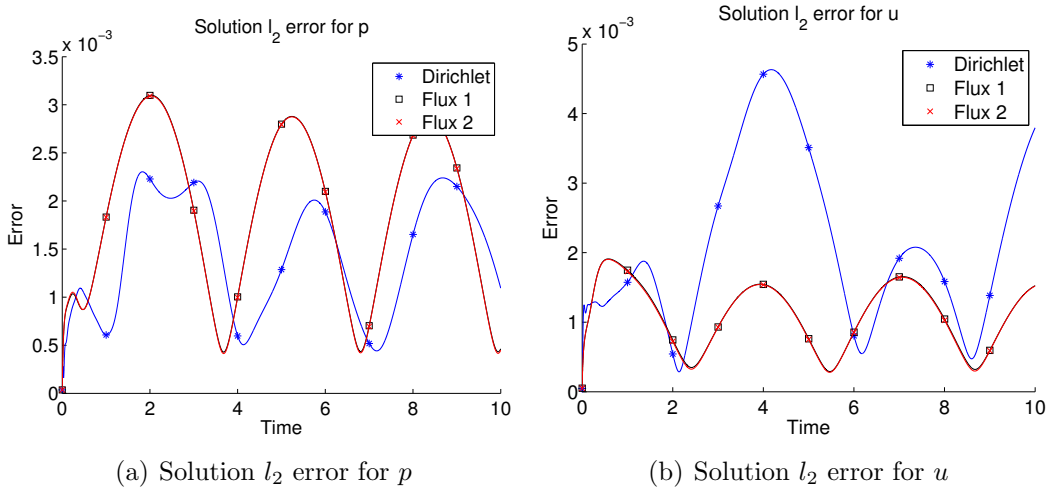 Solution l₂ error for p
x 10⁻³
3.5
3
2.5
2
1.5
1
0.5
0
Error
0 2 4 6 8 10
Time
Dirichlet
Flux 1
Flux 2
(a) Solution l₂ error for p
Solution l₂ error for u
x 10⁻³
5
4
3
2
1
0
Error
0 2 4 6 8 10
Time
Dirichlet
Flux 1
Flux 2
(b) Solution l₂ error for u